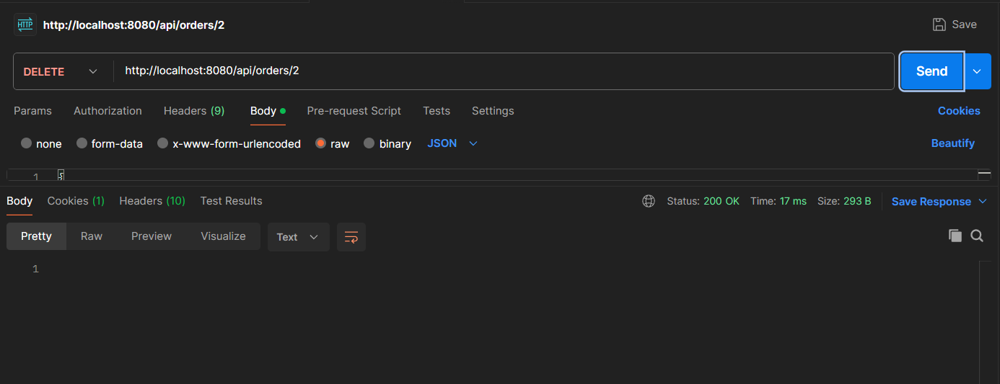 HTTP http://localhost:8080/api/orders/2 Save
DELETE http://localhost:8080/api/orders/2 Send
Params Authorization Headers (9) Body Pre-request Script Tests Settings Cookies
none form-data x-www-form-urlencoded raw binary JSON Beautify
1 {
Body Cookies (1) Headers (10) Test Results Status: 200 OK Time: 17 ms Size: 293 B Save Response
Pretty Raw Preview Visualize Text
1